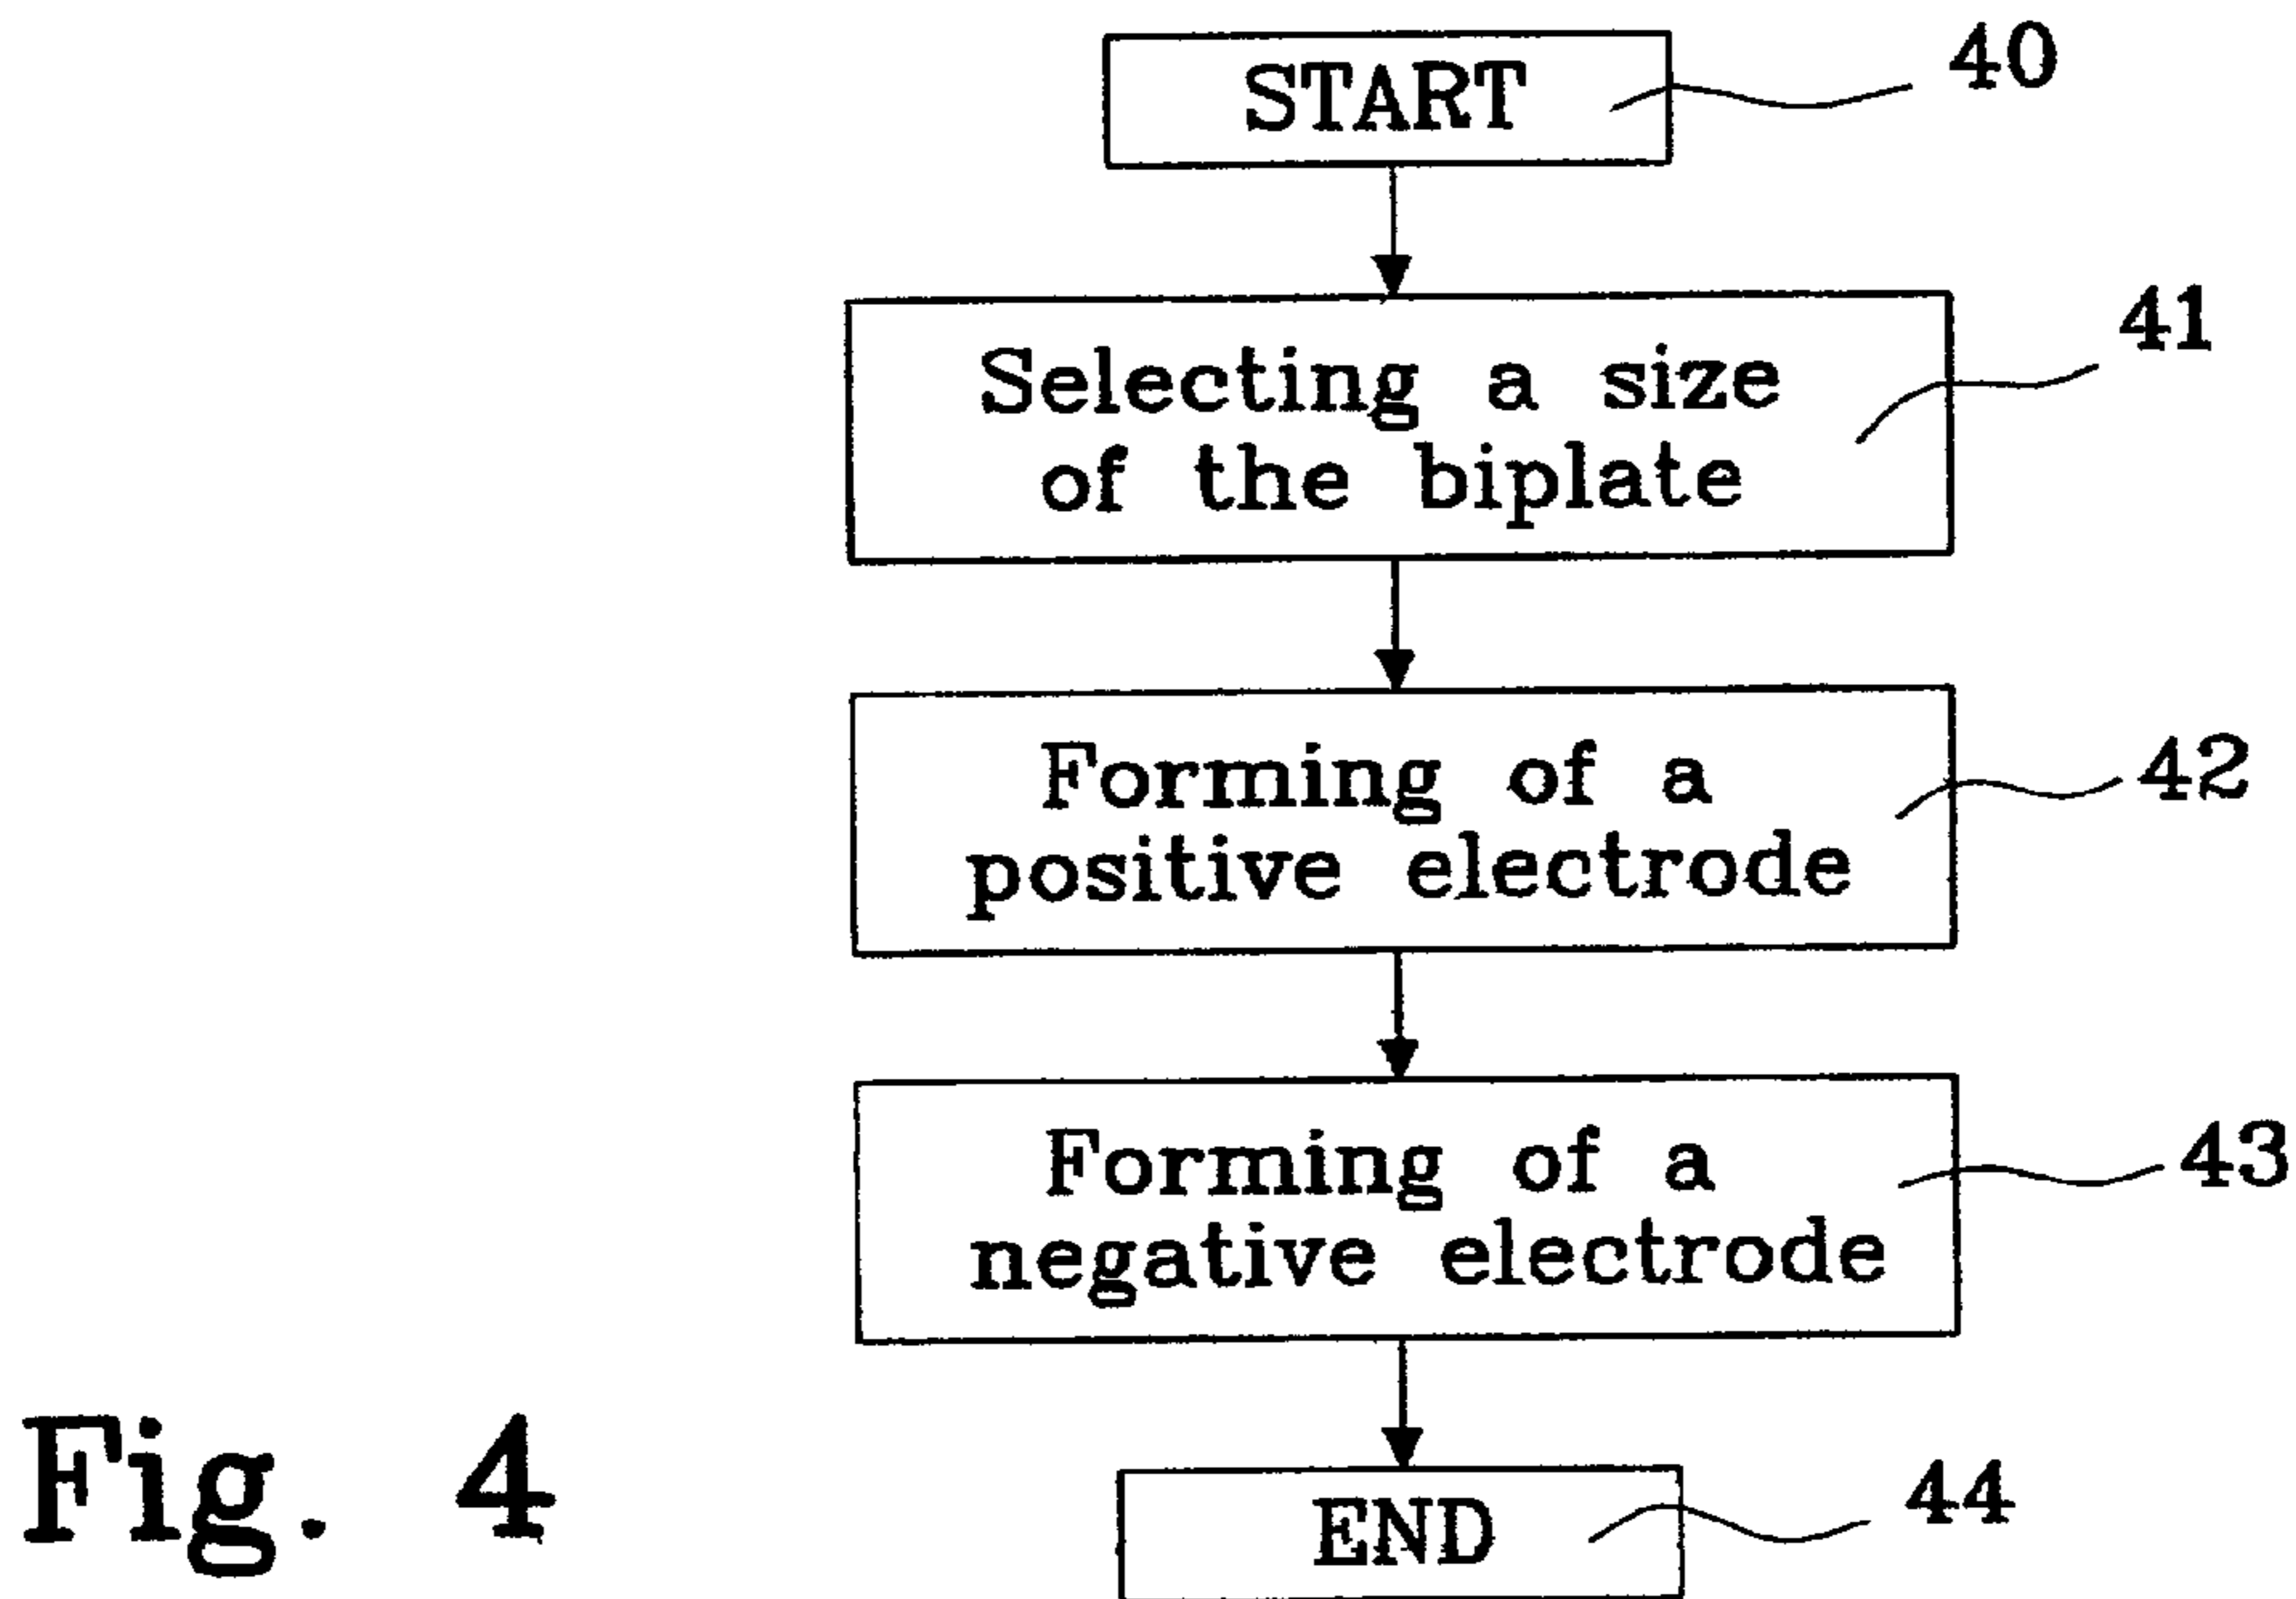 START
40
Selecting a size
of the biplate
41
Forming of a
positive electrode
42
Forming of a
negative electrode
43
END
44
Fig. 4